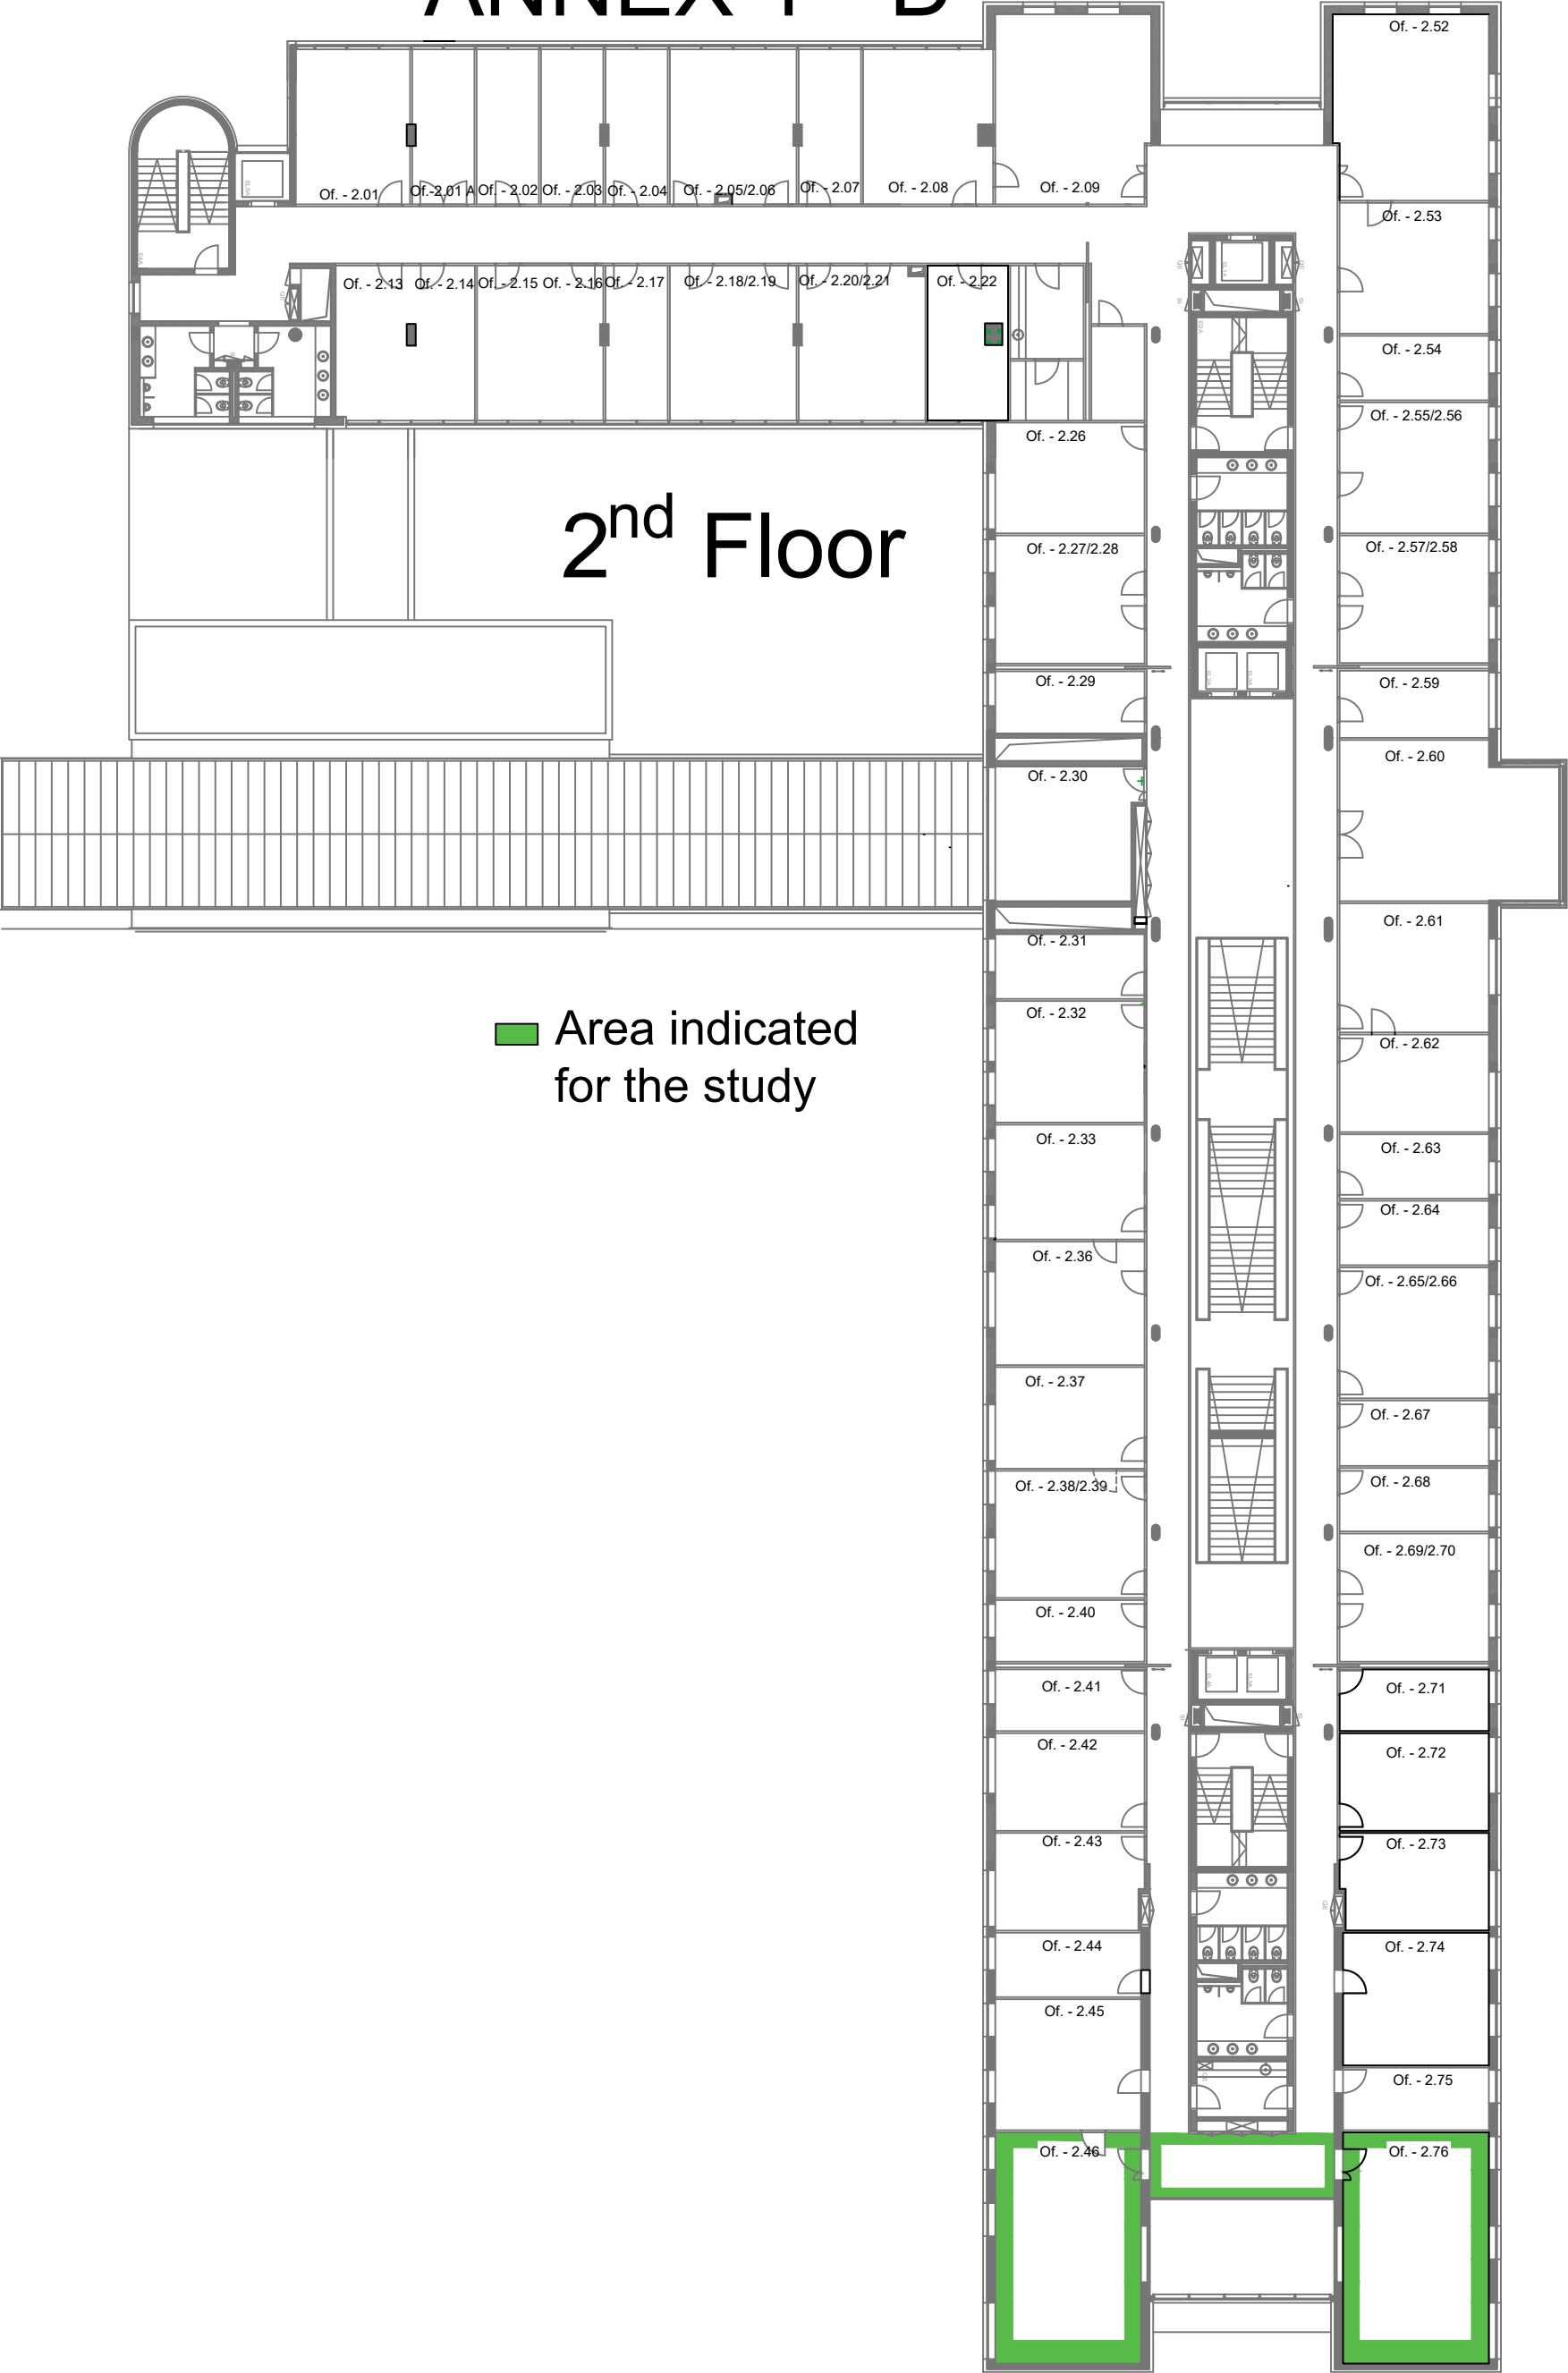 Of. - 2.52
Of. - 2.01
Of.-2.01 A
Of. - 2.02
Of. - 2.03
Of. - 2.04
Of. - 2.05/2.06
Of. - 2.07
Of. - 2.08
Of. - 2.09
Of. - 2.53
Of. - 2.13
Of. - 2.14
Of. - 2.15
Of. - 2.16
Of. - 2.17
Of. - 2.18/2.19
Of. - 2.20/2.21
Of. - 2.22
Of. - 2.54
Of. - 2.55/2.56
Of. - 2.26
2nd Floor
Of. - 2.27/2.28
Of. - 2.57/2.58
Of. - 2.29
Of. - 2.59
Of. - 2.60
Of. - 2.30
Of. - 2.61
Of. - 2.31
Area indicated
for the study
Of. - 2.32
Of. - 2.62
Of. - 2.33
Of. - 2.63
Of. - 2.64
Of. - 2.36
Of. - 2.65/2.66
Of. - 2.37
Of. - 2.67
Of. - 2.38/2.39
Of. - 2.68
Of. - 2.69/2.70
Of. - 2.40
Of. - 2.41
Of. - 2.71
Of. - 2.42
Of. - 2.72
Of. - 2.43
Of. - 2.73
Of. - 2.44
Of. - 2.74
Of. - 2.45
Of. - 2.75
Of. - 2.46
Of. - 2.76